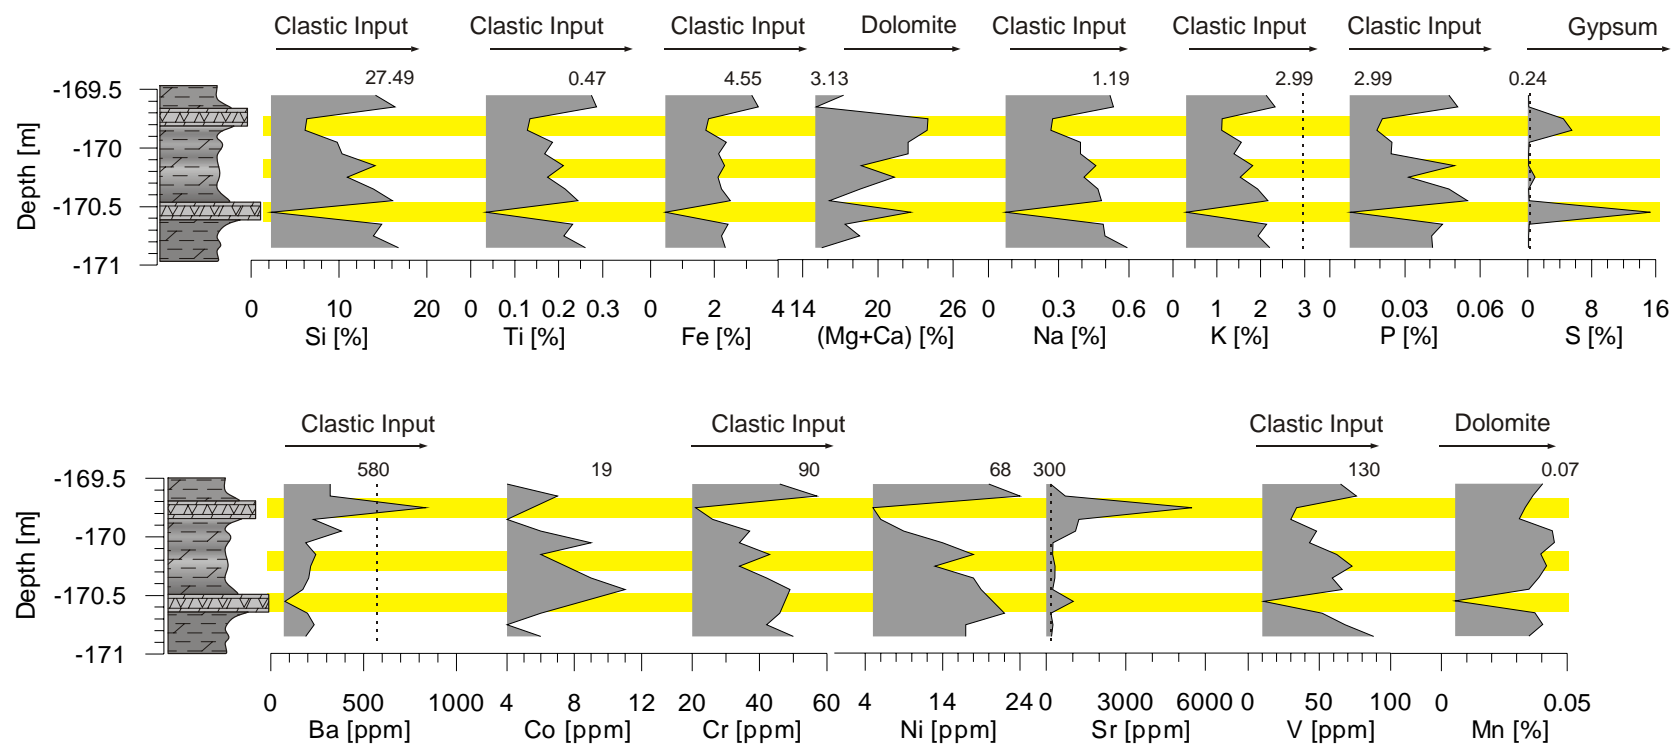 Clastic Input Clastic Input Clastic Input Dolomite Clastic Input Clastic Input Clastic Input Gypsum
27.49 0.47 4.55 3.13 1.19 2.99 2.99 0.24
-169.5
-170
-170.5
-171
Depth [m]
0 10 20 0 0.1 0.2 0.3 0 2 4 14 20 26 0 0.3 0.6 0 1 2 3 0 0.03 0.06 0 8 16
Si [%] Ti [%] Fe [%] (Mg+Ca) [%] Na [%] K [%] P [%] S [%]
Clastic Input Clastic Input Clastic Input Dolomite
580 19 90 68 300 130 0.07
-169.5
-170
-170.5
-171
Depth [m]
0 500 1000 4 8 12 20 40 60 4 14 24 0 3000 6000 0 50 100 0 0.05
Ba [ppm] Co [ppm] Cr [ppm] Ni [ppm] Sr [ppm] V [ppm] Mn [%]